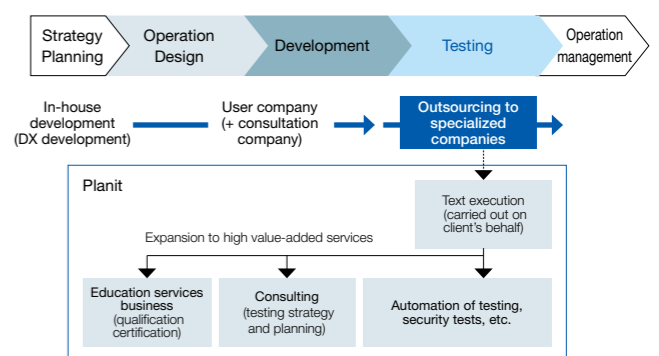 Strategy
Planning
Operation
Design
Development
Testing
Operation
management
In-house
development
(DX development)
User company
(+ consultation
company)
Outsourcing to
specialized
companies
Planit
Text execution
(carried out on
client's behalf)
Expansion to high value-added services
Education services
business
(qualification
certification)
Consulting
(testing strategy
and planning)
Automation of testing,
security tests, etc.